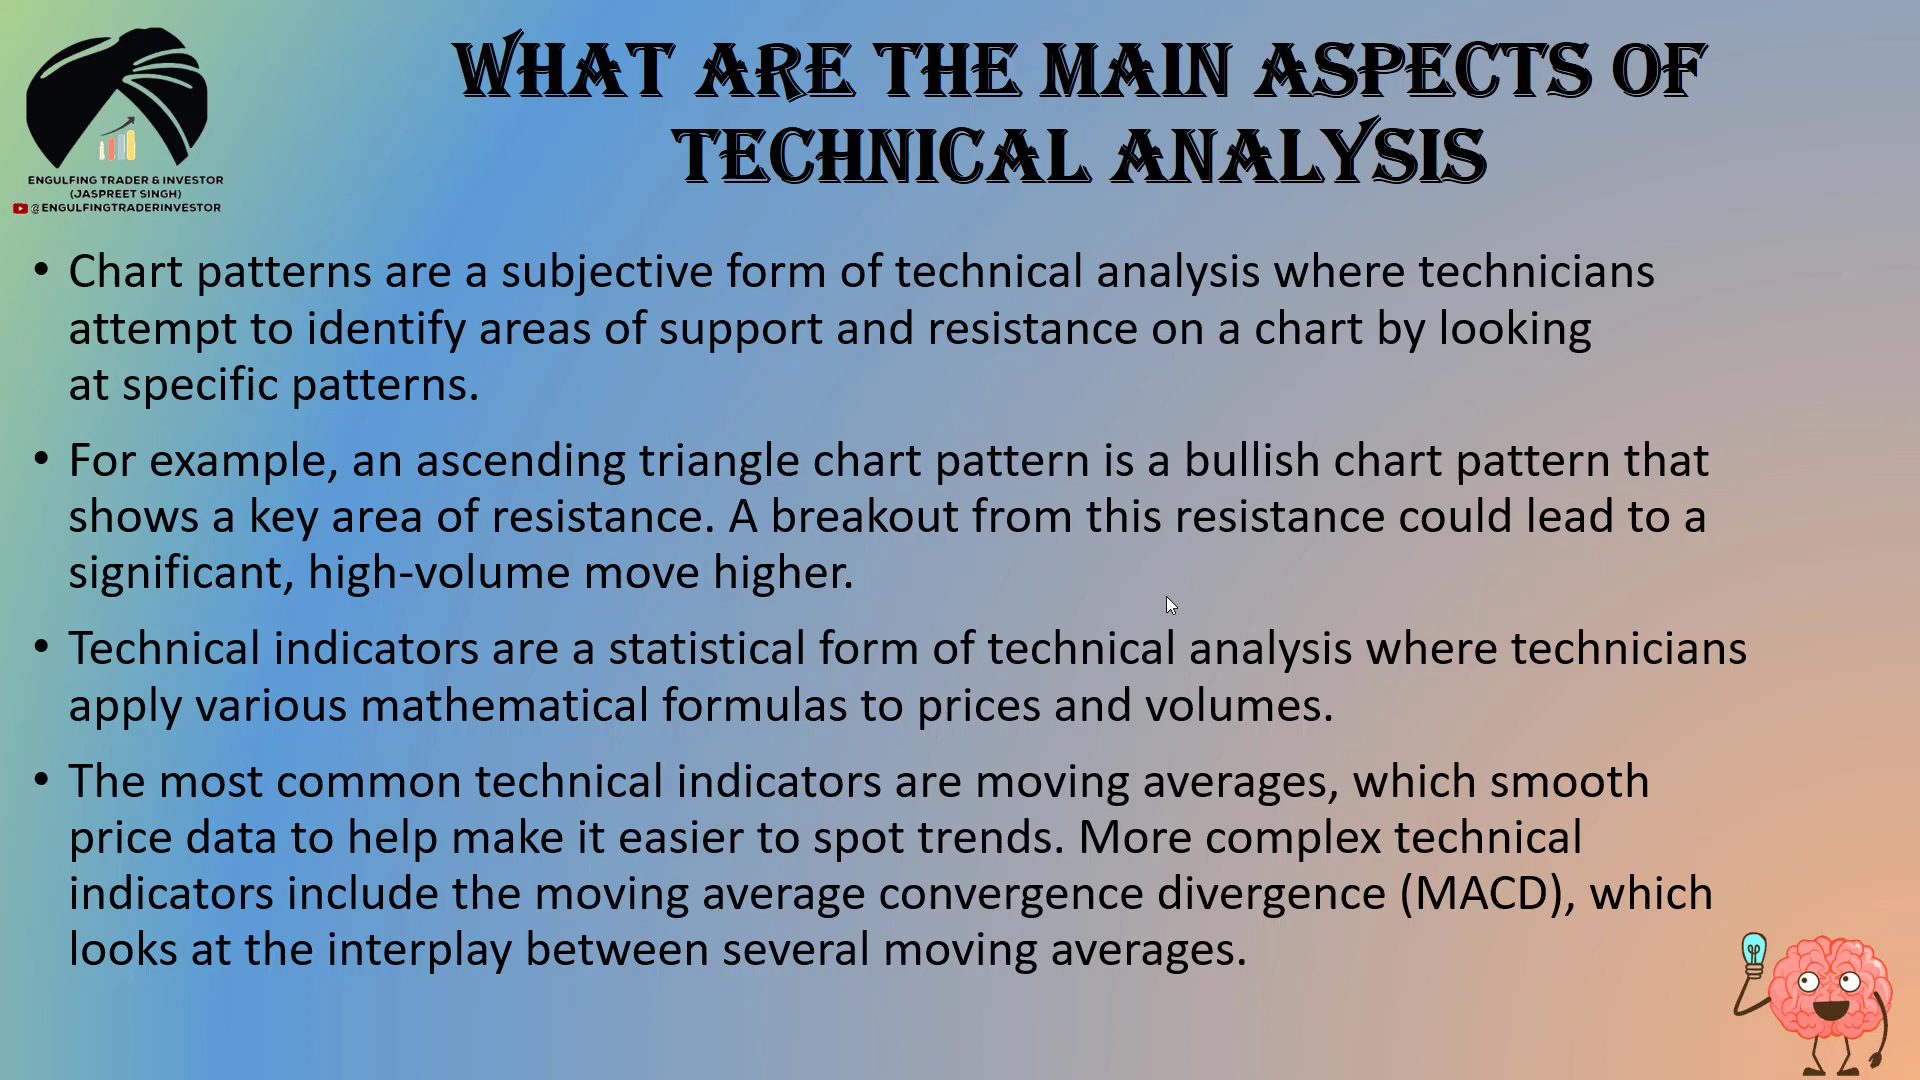 WHAT ARE THE MAIN ASPECTS OF
TECHNICAL ANALYSIS
ENGULFING TRADER & INVESTOR
(JASPREET SINGH)
@ENGULFINGTRADERINVESTOR
• Chart patterns are a subjective form of technical analysis where technicians
attempt to identify areas of support and resistance on a chart by looking
at specific patterns.
• For example, an ascending triangle chart pattern is a bullish chart pattern that
shows a key area of resistance. A breakout from this resistance could lead to a
significant, high-volume move higher.
• Technical indicators are a statistical form of technical analysis where technicians
apply various mathematical formulas to prices and volumes.
• The most common technical indicators are moving averages, which smooth
price data to help make it easier to spot trends. More complex technical
indicators include the moving average convergence divergence (MACD), which
looks at the interplay between several moving averages.